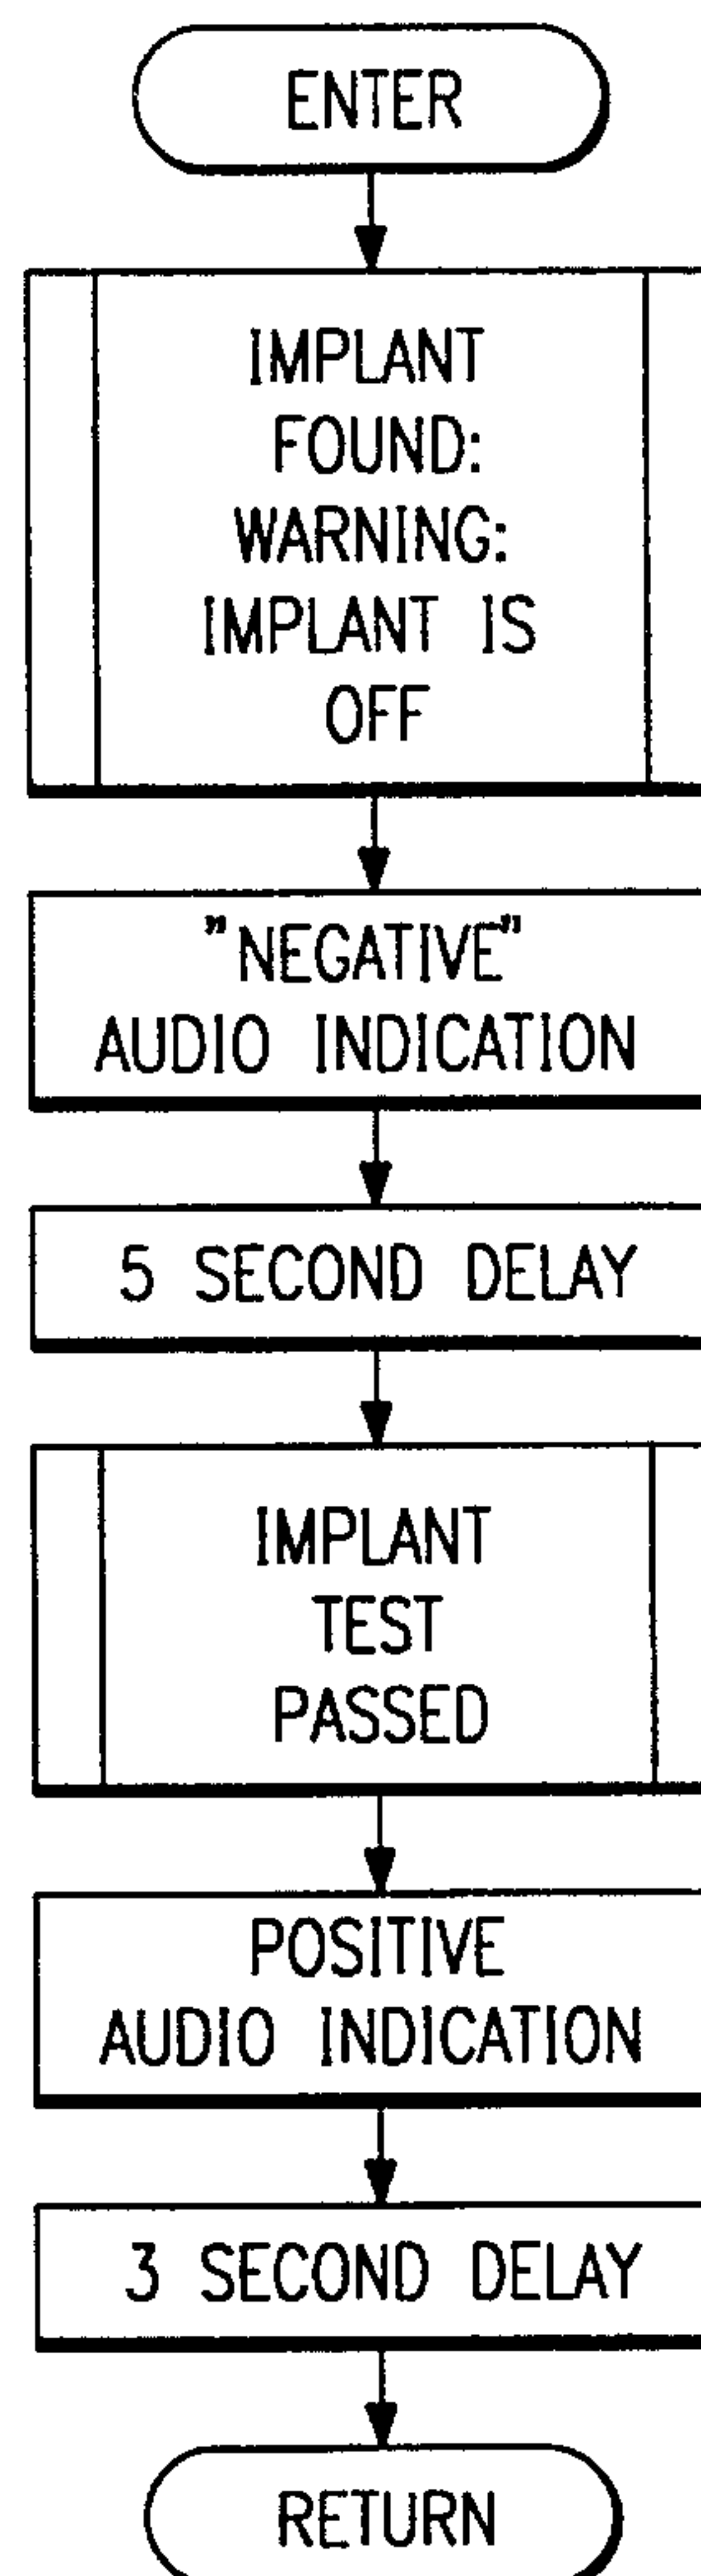 ENTER
IMPLANT
FOUND:
WARNING:
IMPLANT IS
OFF
"NEGATIVE"
AUDIO INDICATION
5 SECOND DELAY
IMPLANT
TEST
PASSED
POSITIVE
AUDIO INDICATION
3 SECOND DELAY
RETURN